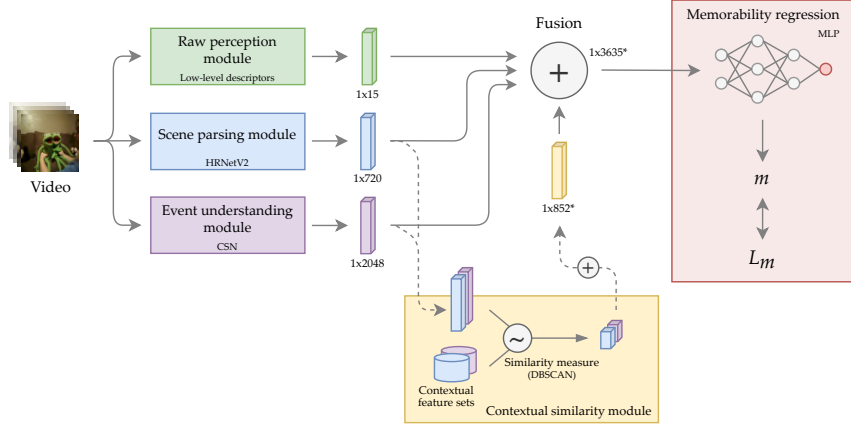 Raw perception
module
Low-level descriptors
1x15
Fusion
+
1x3635*
Memorability regression
MLP
Video
Scene parsing module
HRNetV2
1x720
1x852*
m
Event understanding
module
CSN
1x2048
+
Lm
~
Similarity measure
(DBSCAN)
Contextual
feature sets
Contextual similarity module